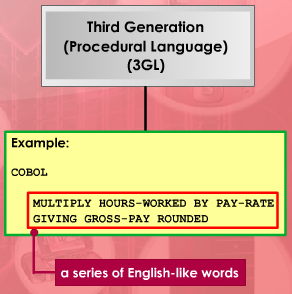 Third Generation
(Procedural Language)
(3GL)
Example:
COBOL
MULTIPLY HOURS-WORKED BY PAY-RATE
GIVING GROSS-PAY ROUNDED
a series of English-like words